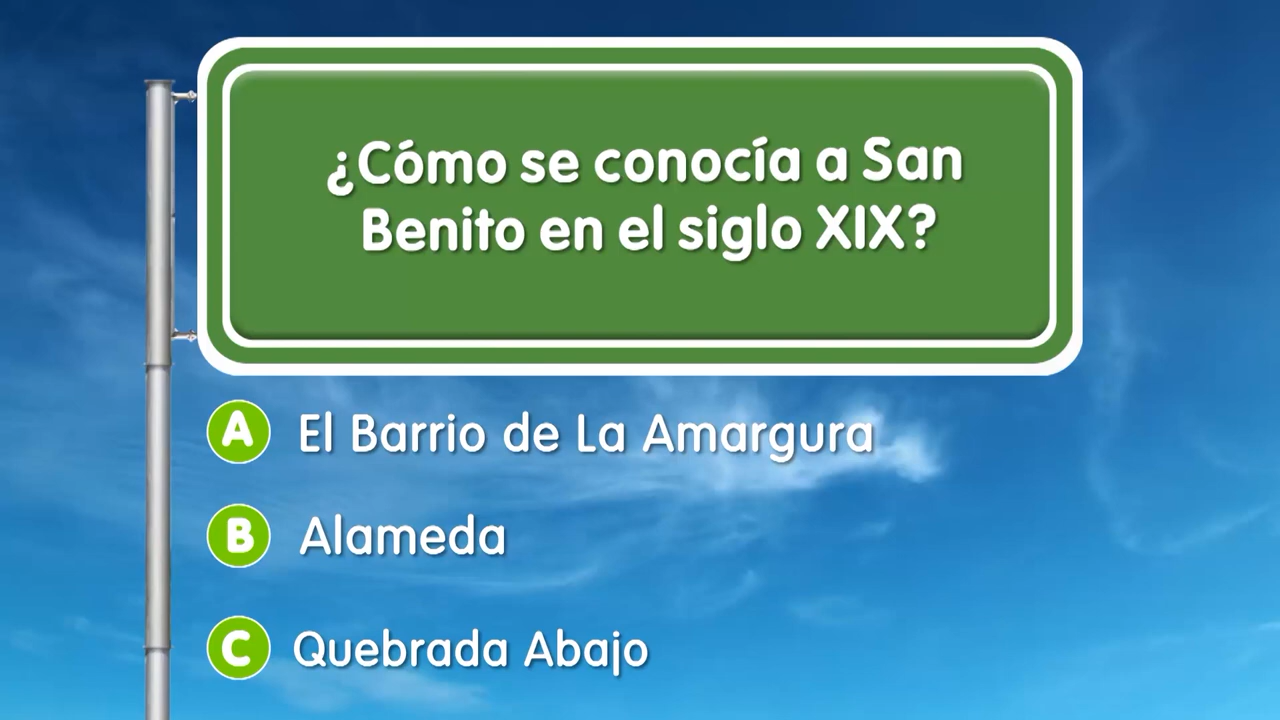 ¿Cómo se conocía a San
Benito en el siglo XIX?
A El Barrio de La Amargura
B Alameda
C Quebrada Abajo